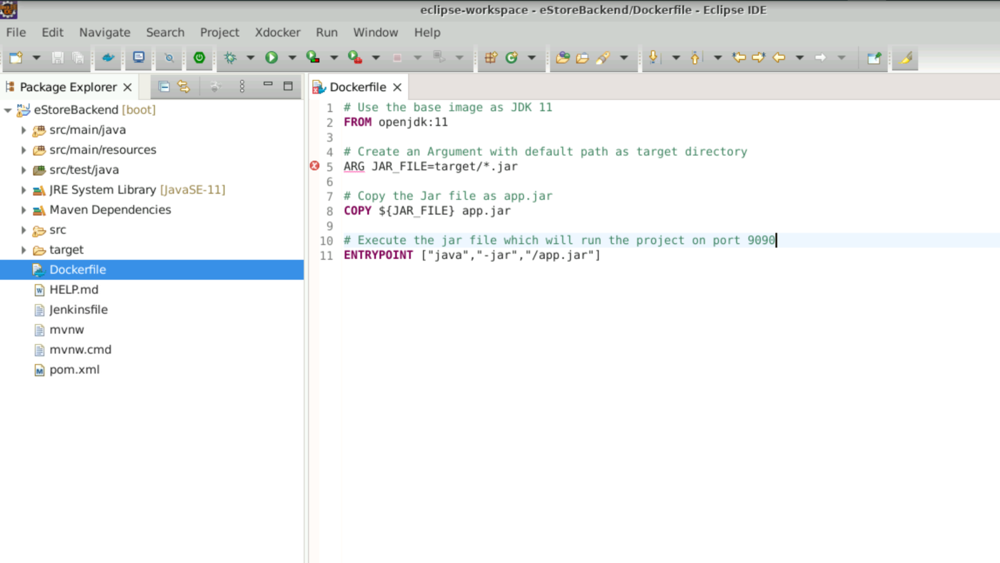 eclipse-workspace - eStoreBackend/Dockerfile - Eclipse IDE
File Edit Navigate Search Project Xdocker Run Window Help
Package Explorer
eStoreBackend [boot]
src/main/java
src/main/resources
src/test/java
JRE System Library [JavaSE-11]
Maven Dependencies
src
target
Dockerfile
HELP.md
Jenkinsfile
mvnw
mvnw.cmd
pom.xml
Dockerfile
1 # Use the base image as JDK 11
2 FROM openjdk:11
3
4 # Create an Argument with default path as target directory
5 ARG JAR_FILE=target/*.jar
6
7 # Copy the Jar file as app.jar
8 COPY ${JAR_FILE} app.jar
9
10 # Execute the jar file which will run the project on port 9090
11 ENTRYPOINT ["java","-jar","/app.jar"]